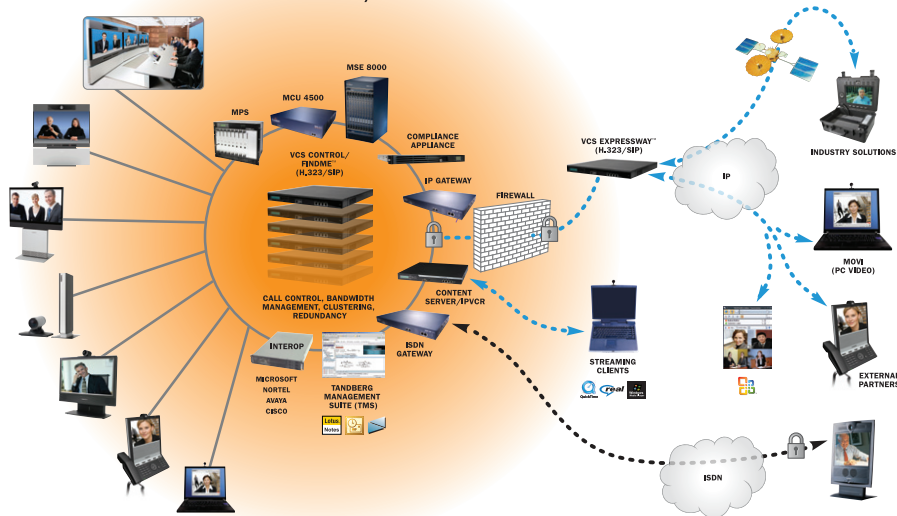 MSE 8000
MCU 4500
MPS
COMPLIANCE
APPLIANCE
VCS CONTROL/
FINDME™
(H.323/SIP)
IP GATEWAY
FIREWALL
VCS EXPRESSWAY™
(H.323/SIP)
IP
INDUSTRY SOLUTIONS
MOVI
(PC VIDEO)
CALL CONTROL, BANDWIDTH
MANAGEMENT, CLUSTERING,
REDUNDANCY
CONTENT
SERVER/IPVCR
ISDN
GATEWAY
INTEROP
MICROSOFT
NORTEL
AVAYA
CISCO
TANDBERG
MANAGEMENT
SUITE (TMS)
Lotus
Notes
STREAMING
CLIENTS
QuickTime
real
EXTERNAL
PARTNERS
ISDN